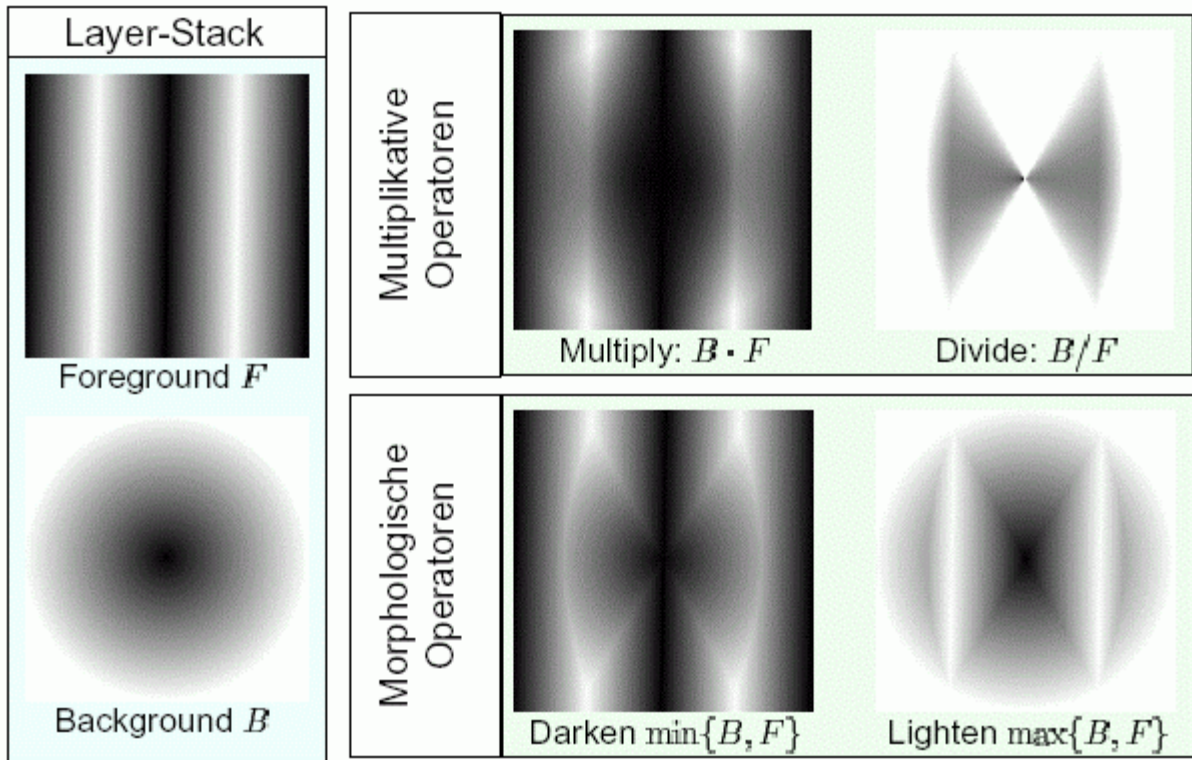 Layer-Stack
Foreground F
Background B
Multiplikative
Operatoren
Multiply: B · F
Divide: B/F
Morphologische
Operatoren
Darken min{B, F}
Lighten max{B, F}